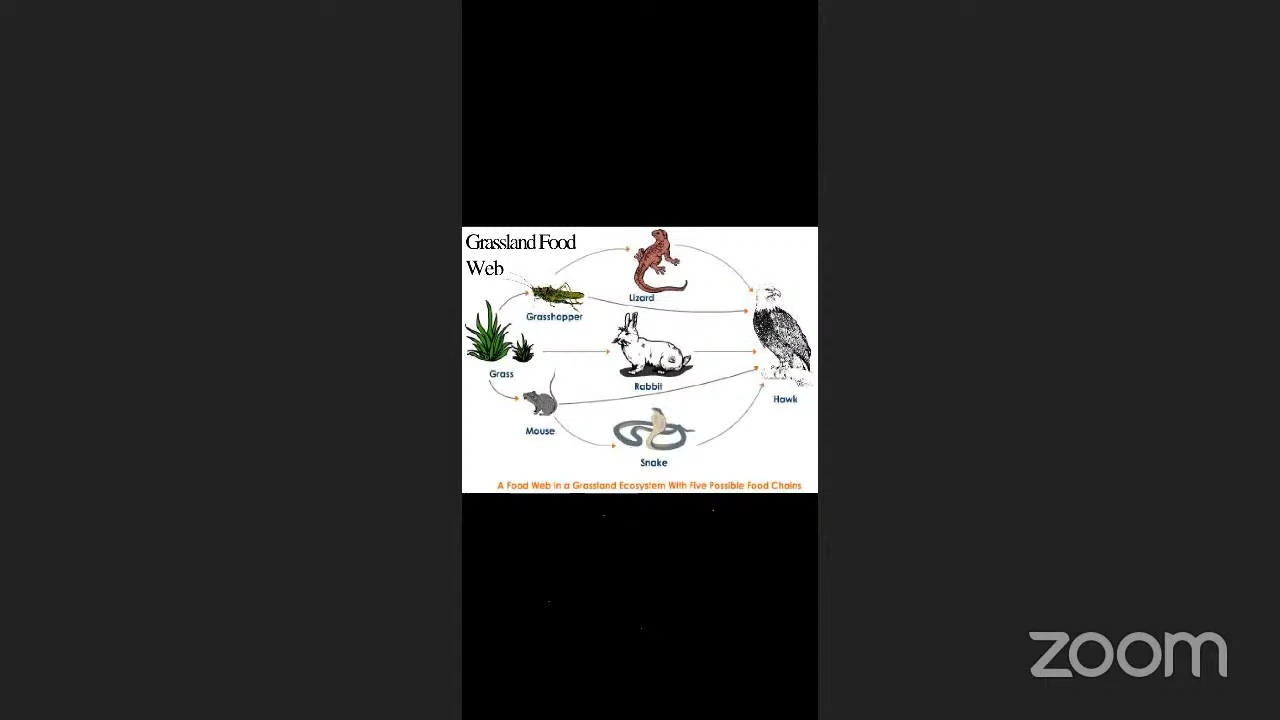 Grassland Food
Web
Lizard
Grasshopper
Grass
Rabbit
Hawk
Mouse
Snake
A Food Web in a Grassland Ecosystem With Five Possible Food Chains
zoom